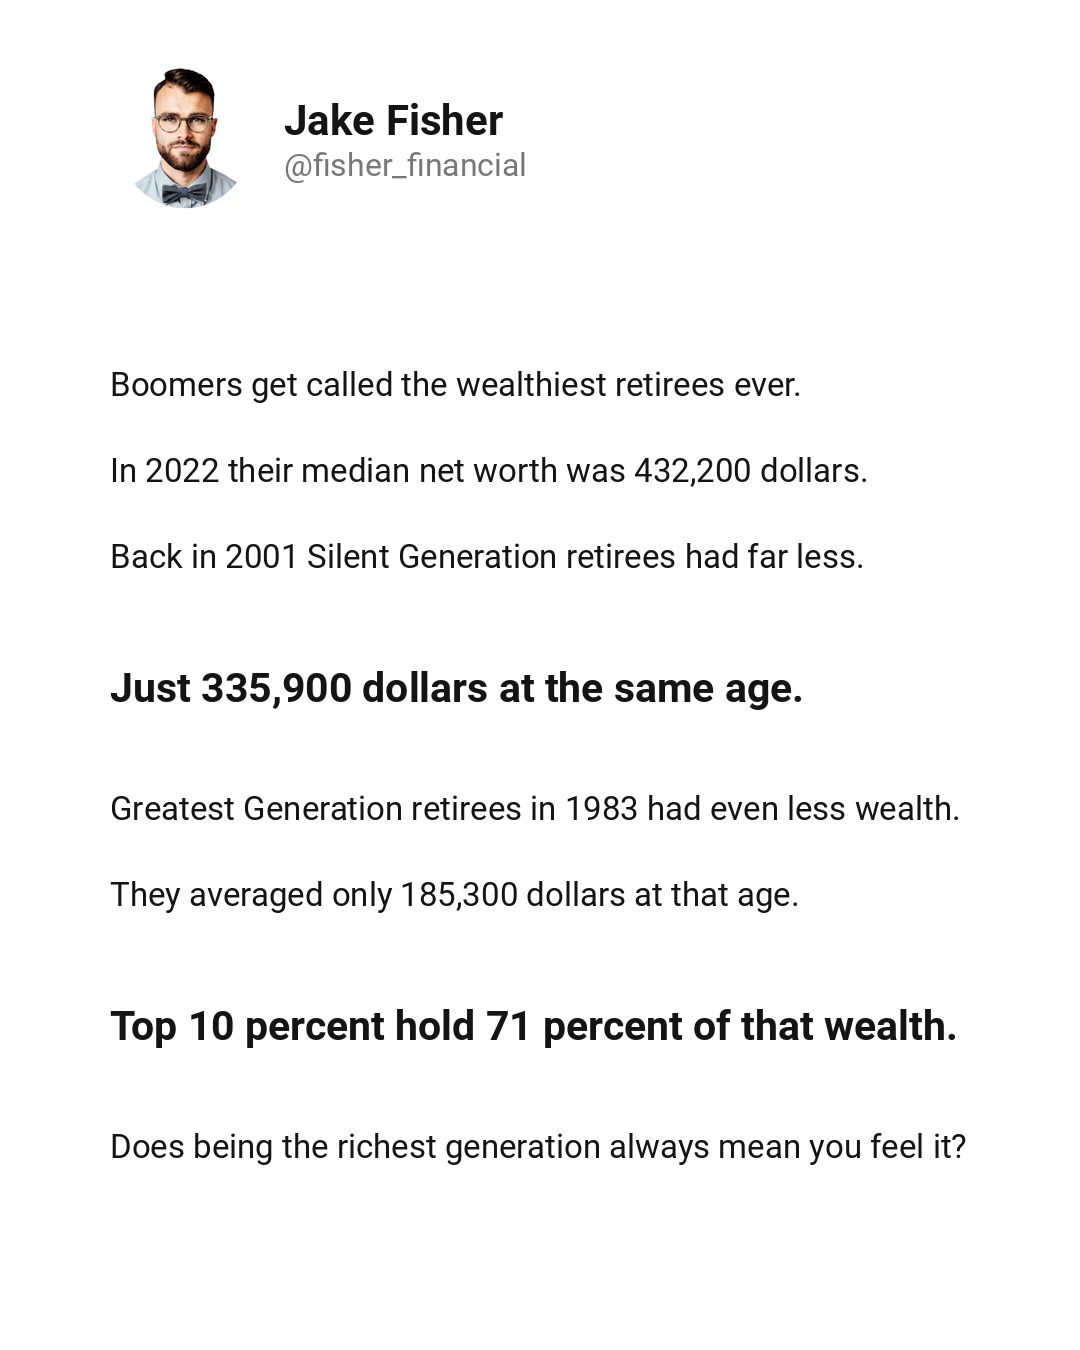 Jake Fisher
@fisher_financial
Boomers get called the wealthiest retirees ever.
In 2022 their median net worth was 432,200 dollars.
Back in 2001 Silent Generation retirees had far less.
Just 335,900 dollars at the same age.
Greatest Generation retirees in 1983 had even less wealth.
They averaged only 185,300 dollars at that age.
Top 10 percent hold 71 percent of that wealth.
Does being the richest generation always mean you feel it?